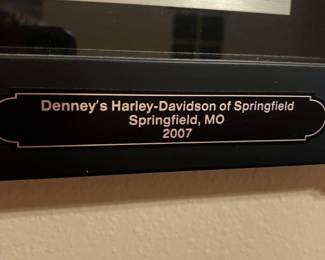 Denney's Harley-Davidson of Springfield
Springfield, MO
2007